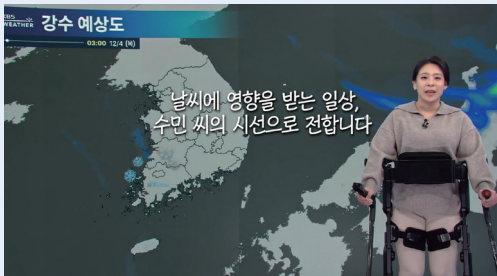 KBS
WEATHER
강수 예상도
03:00 12/4 (목)
날씨에 영향을 받는 일상,
수민 씨의 시선으로 전합니다